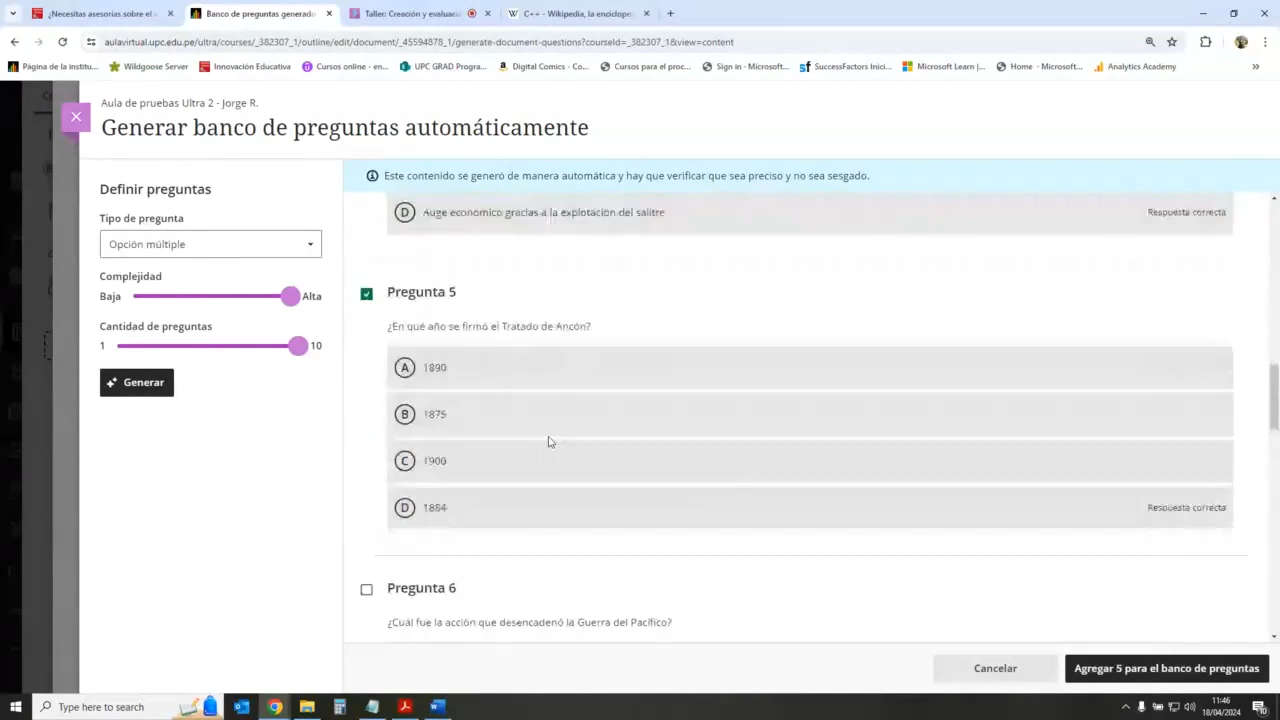 ¿Necesitas asesorías sobre el
Banco de preguntas generado
Taller: Creación y evaluació
C++ - Wikipedia, la enciclope
aulavirtual.upc.edu.pe/ultra/courses/_382307_1/outline/edit/document/_45594878_1/generate-document-questions?courseId=_382307_1&view=content
Página de la institu...
Wildgoose Server
Innovación Educativa
Cursos online - en...
UPC GRAD Progra...
Digital Comics - Co...
Cursos para el proc...
Sign in - Microsoft...
SuccessFactors Inici...
Microsoft Learn |...
Home - Microsoft...
Analytics Academy
Aula de pruebas Ultra 2 - Jorge R.
Generar banco de preguntas automáticamente
Definir preguntas
Tipo de pregunta
Opción múltiple
Complejidad
Baja Alta
Cantidad de preguntas
1 10
Generar
Este contenido se generó de manera automática y hay que verificar que sea preciso y no sea sesgado.
D Auge económico gracias a la explotación del salitre Respuesta correcta
Pregunta 5
¿En qué año se firmó el Tratado de Ancón?
A 1890
B 1875
C 1900
D 1884 Respuesta correcta
Pregunta 6
¿Cuál fue la acción que desencadenó la Guerra del Pacífico?
Cancelar
Agregar 5 para el banco de preguntas
Type here to search
11:46
18/04/2024